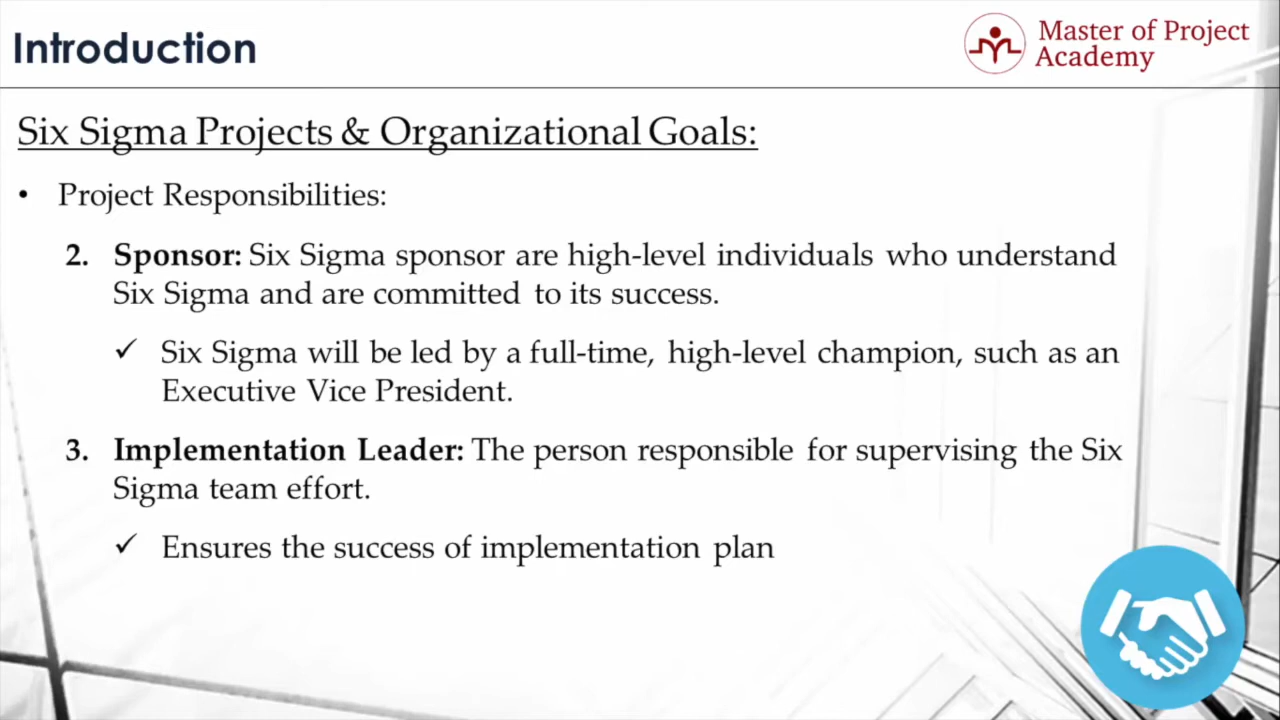 Introduction
Master of Project
Academy
Six Sigma Projects & Organizational Goals:
• Project Responsibilities:
2. Sponsor: Six Sigma sponsor are high-level individuals who understand
Six Sigma and are committed to its success.
✓ Six Sigma will be led by a full-time, high-level champion, such as an
Executive Vice President.
3. Implementation Leader: The person responsible for supervising the Six
Sigma team effort.
✓ Ensures the success of implementation plan